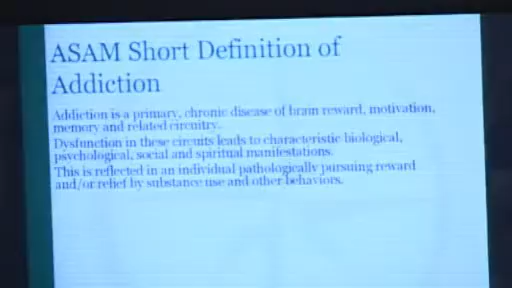 ASAM Short Definition of
Addiction
Addiction is a primary, chronic disease of brain reward, motivation,
memory and related circuitry.
Dysfunction in these circuits leads to characteristic biological,
psychological, social and spiritual manifestations.
This is reflected in an individual pathologically pursuing reward
and/or relief by substance use and other behaviors.